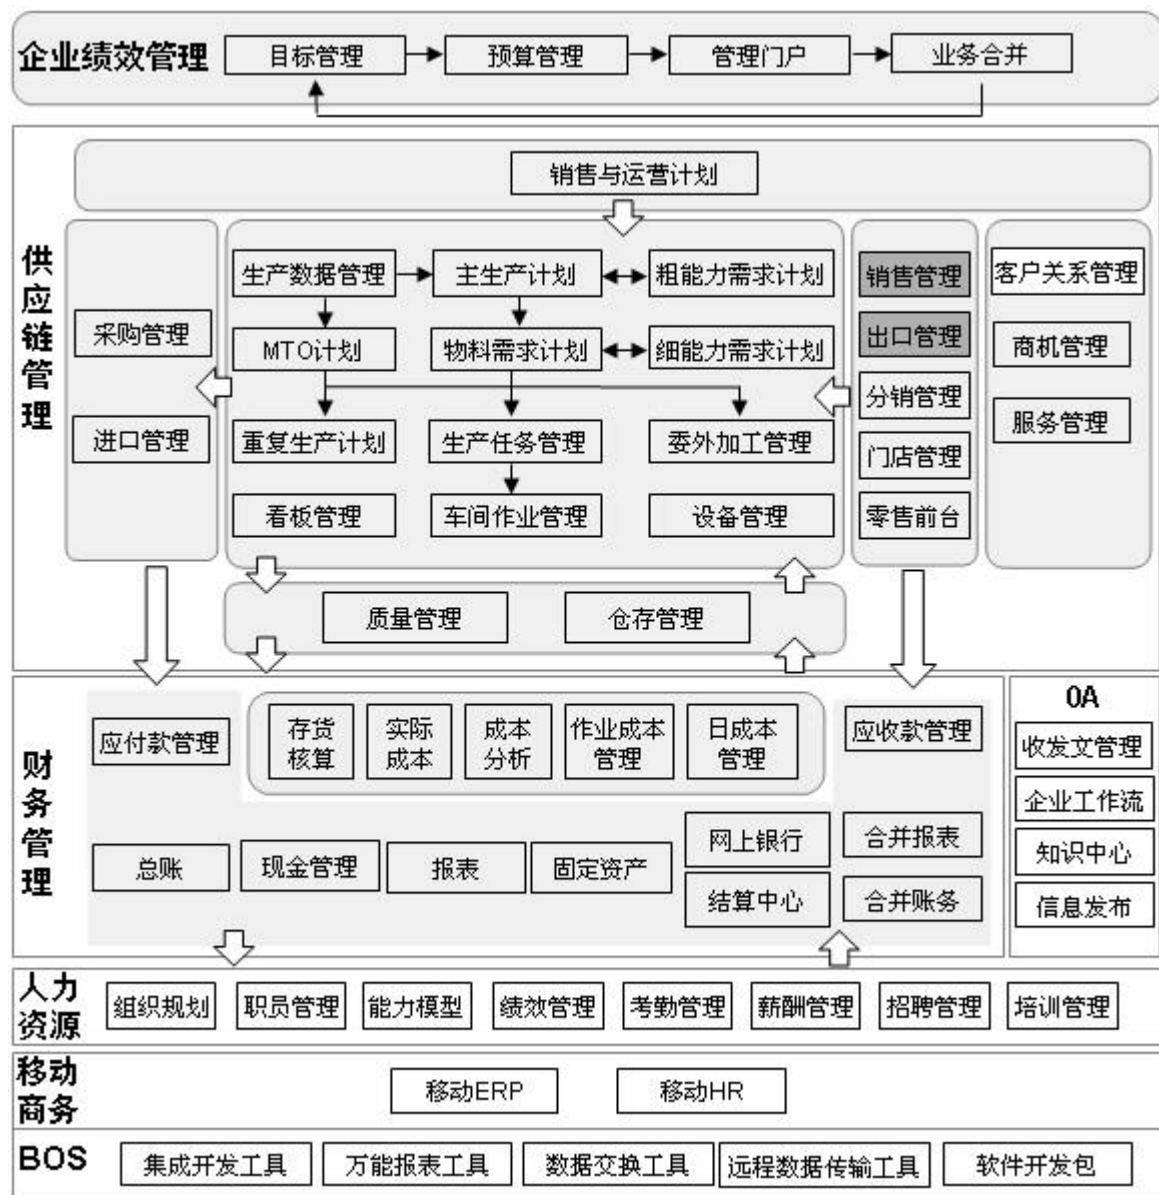 企业绩效管理
目标管理
预算管理
管理门户
业务合并
供应链管理
销售与运营计划
采购管理
进口管理
生产数据管理
主生产计划
粗能力需求计划
MTO计划
物料需求计划
细能力需求计划
重复生产计划
生产任务管理
委外加工管理
看板管理
车间作业管理
设备管理
销售管理
出口管理
分销管理
门店管理
零售前台
客户关系管理
商机管理
服务管理
质量管理
仓存管理
财务管理
应付款管理
存货
核算
实际
成本
成本
分析
作业成本
管理
日成本
管理
应收款管理
总账
现金管理
报表
固定资产
网上银行
结算中心
合并报表
合并账务
OA
收发文管理
企业工作流
知识中心
信息发布
人力
资源
组织规划
职员管理
能力模型
绩效管理
考勤管理
薪酬管理
招聘管理
培训管理
移动
商务
移动ERP
移动HR
BOS
集成开发工具
万能报表工具
数据交换工具
远程数据传输工具
软件开发包